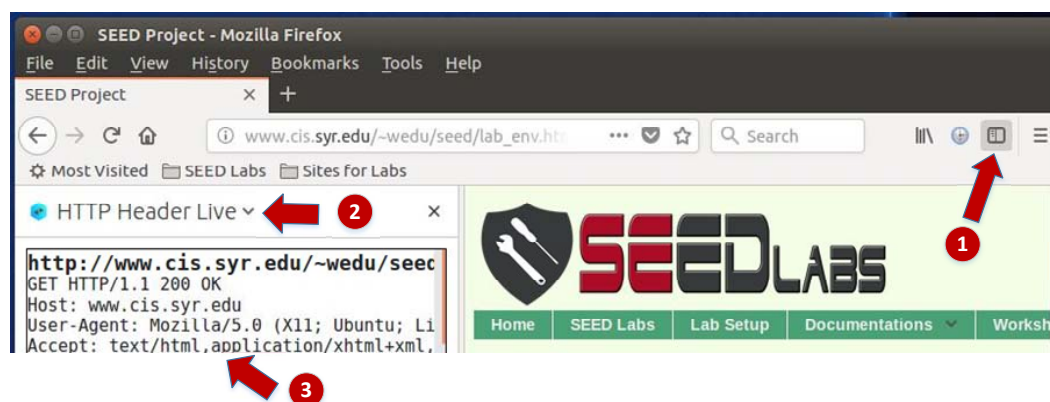 SEED Project - Mozilla Firefox
File Edit View History Bookmarks Tools Help
SEED Project × +
www.cis.syr.edu/~wedu/seed/lab_env.ht ••• Search
Most Visited SEED Labs Sites for Labs
HTTP Header Live 2 ×
1
http://www.cis.syr.edu/~wedu/seed
GET HTTP/1.1 200 OK
Host: www.cis.syr.edu
User-Agent: Mozilla/5.0 (X11; Ubuntu; Li
Accept: text/html,application/xhtml+xml,
3
SEEDLABS
Home SEED Labs Lab Setup Documentations Worksh